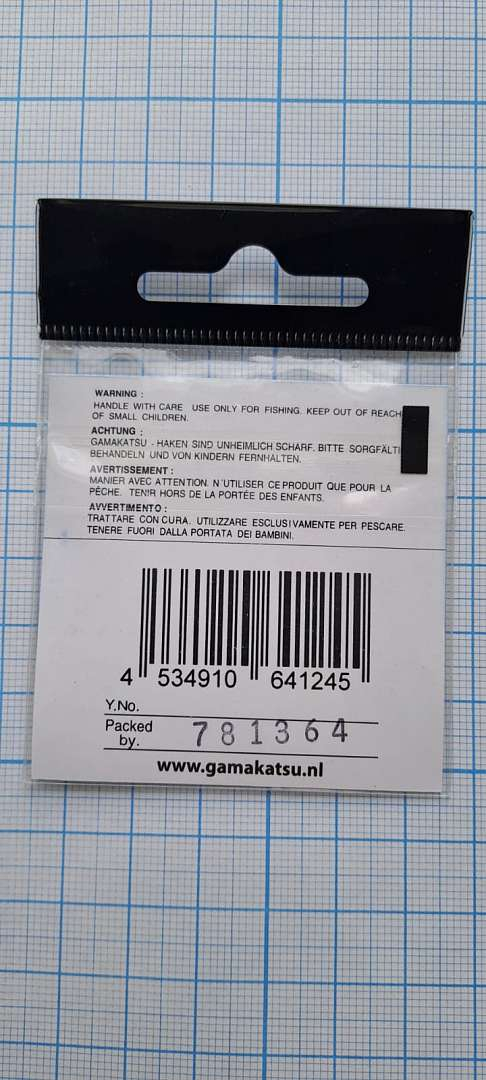 WARNING :
HANDLE WITH CARE USE ONLY FOR FISHING. KEEP OUT OF REACH
OF SMALL CHILDREN.
ACHTUNG :
GAMAKATSU - HAKEN SIND UNHEIMLICH SCHARF. BITTE SORGFÄLTI
BEHANDELN UND VON KINDERN FERNHALTEN.
AVERTISSEMENT :
MANIER AVEC ATTENTION. N'UTILISER CE PRODUIT QUE POUR LA
PÊCHE. TENIR HORS DE LA PORTÉE DES ENFANTS.
AVVERTIMENTO :
TRATTARE CON CURA. UTILIZZARE ESCLUSIVAMENTE PER PESCARE.
TENERE FUORI DALLA PORTATA DEI BAMBINI.
4 534910 641245
Y.No.
Packed by. 781364
www.gamakatsu.nl